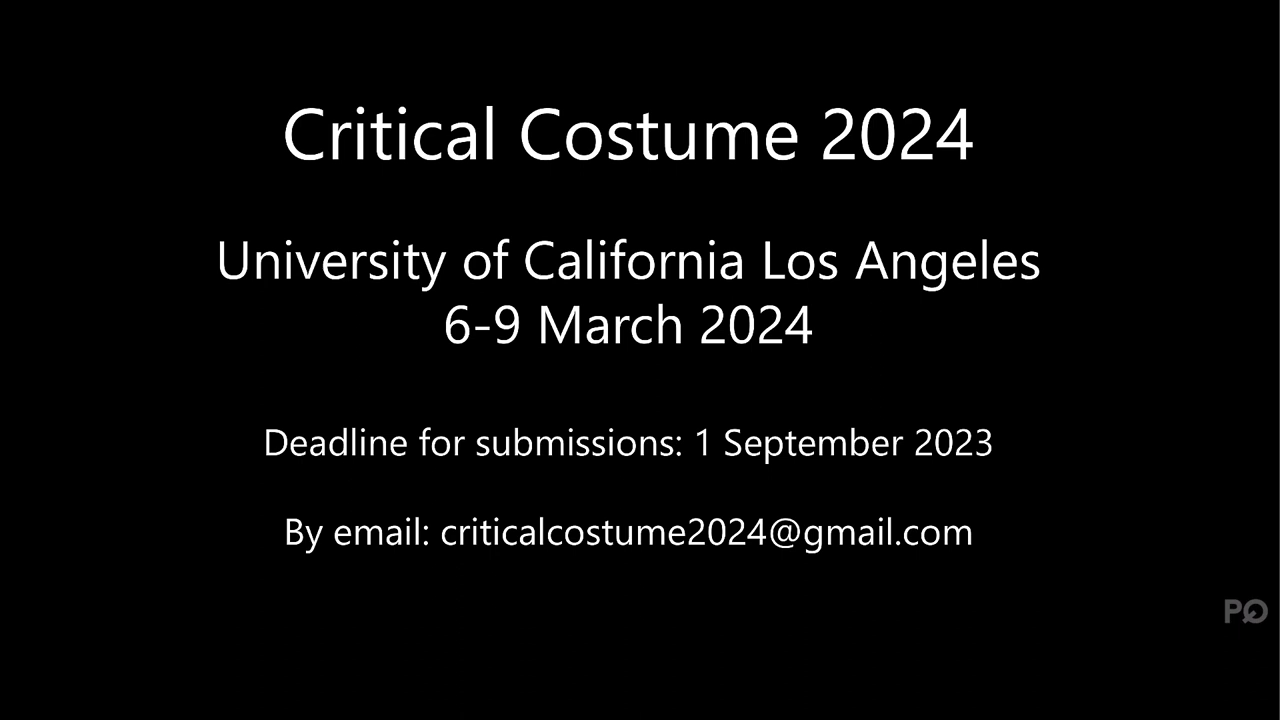 Critical Costume 2024
University of California Los Angeles
6-9 March 2024
Deadline for submissions: 1 September 2023
By email: criticalcostume2024@gmail.com
PQ